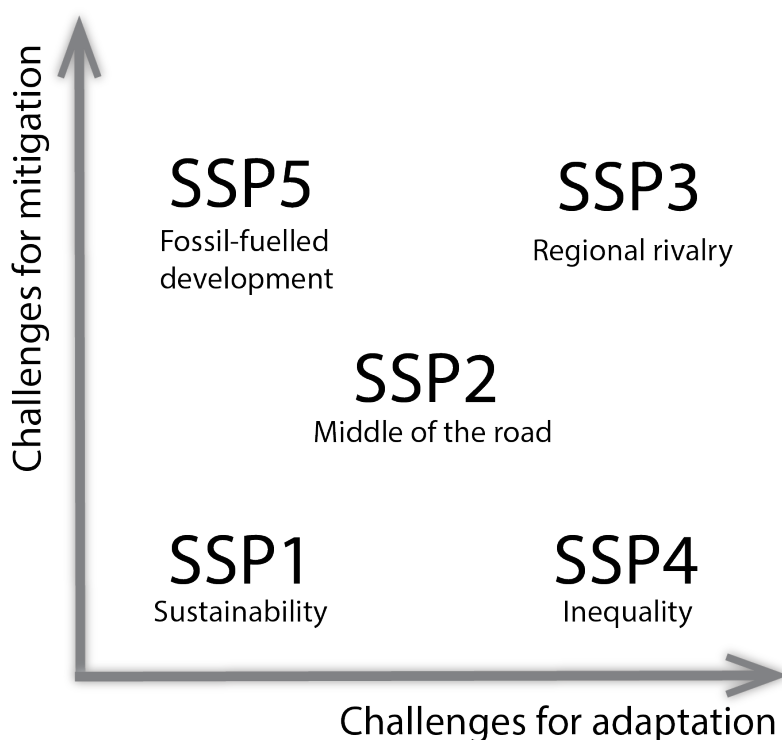 Challenges for mitigation
SSP5
Fossil-fuelled
development
SSP3
Regional rivalry
SSP2
Middle of the road
SSP1
Sustainability
SSP4
Inequality
Challenges for adaptation